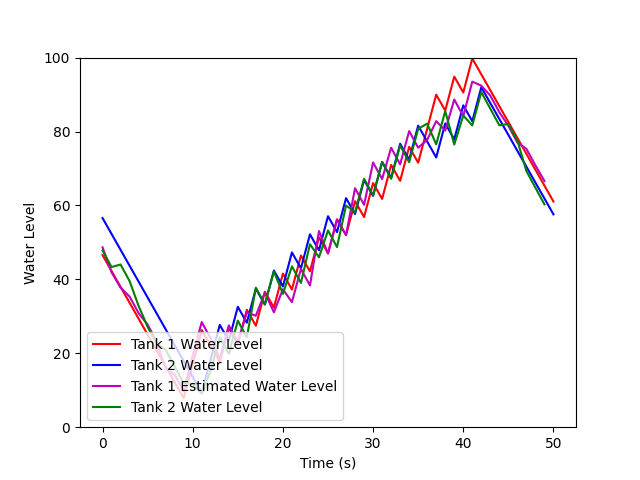 100
80
60
40
20
0
Water Level
Tank 1 Water Level
Tank 2 Water Level
Tank 1 Estimated Water Level
Tank 2 Water Level
0 10 20 30 40 50
Time (s)